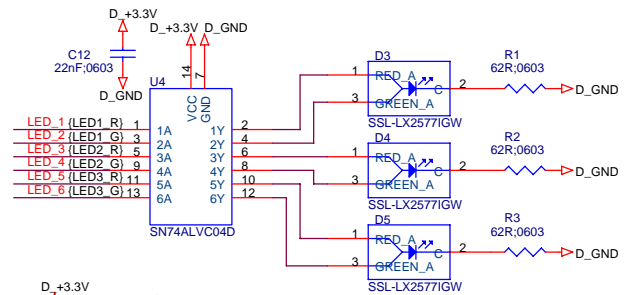 D_+3.3V
D_+3.3V D_GND
C12
22nF;0603
D_GND
U4
14 7
VCC GND
LED_1 {LED1_R} 1 1A 1Y 2
LED_2 {LED1_G} 3 2A 2Y 4
LED_3 {LED2_R} 5 3A 3Y 6
LED_4 {LED2_G} 9 4A 4Y 8
LED_5 {LED3_R} 11 5A 5Y 10
LED_6 {LED3_G} 13 6A 6Y 12
SN74ALVC04D
D3 R1
1 RED_A C 2 62R;0603 D_GND
3 GREEN_A
SSL-LX2577IGW
D4 R2
1 RED_A C 2 62R;0603 D_GND
3 GREEN_A
SSL-LX2577IGW
D5 R3
1 RED_A C 2 62R;0603 D_GND
3 GREEN_A
SSL-LX2577IGW
D_+3.3V